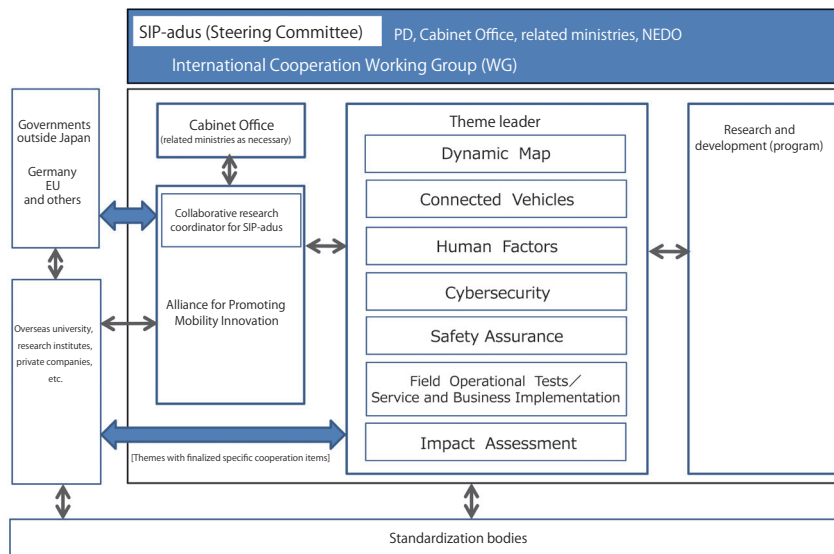 SIP-adus (Steering Committee)
PD, Cabinet Office, related ministries, NEDO
International Cooperation Working Group (WG)
Governments
outside Japan
Germany
EU
and others
Cabinet Office
(related ministries as necessary)
Collaborative research
coordinator for SIP-adus
Alliance for Promoting
Mobility Innovation
Theme leader
Dynamic Map
Connected Vehicles
Human Factors
Cybersecurity
Safety Assurance
Field Operational Tests／
Service and Business Implementation
Impact Assessment
Research and
development (program)
Overseas university,
research institutes,
private companies,
etc.
[Themes with finalized specific cooperation items]
Standardization bodies